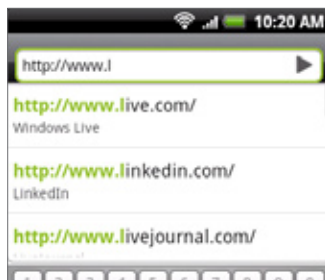 10:20 AM
http://www.l
http://www.live.com/
Windows Live
http://www.linkedin.com/
LinkedIn
http://www.livejournal.com/